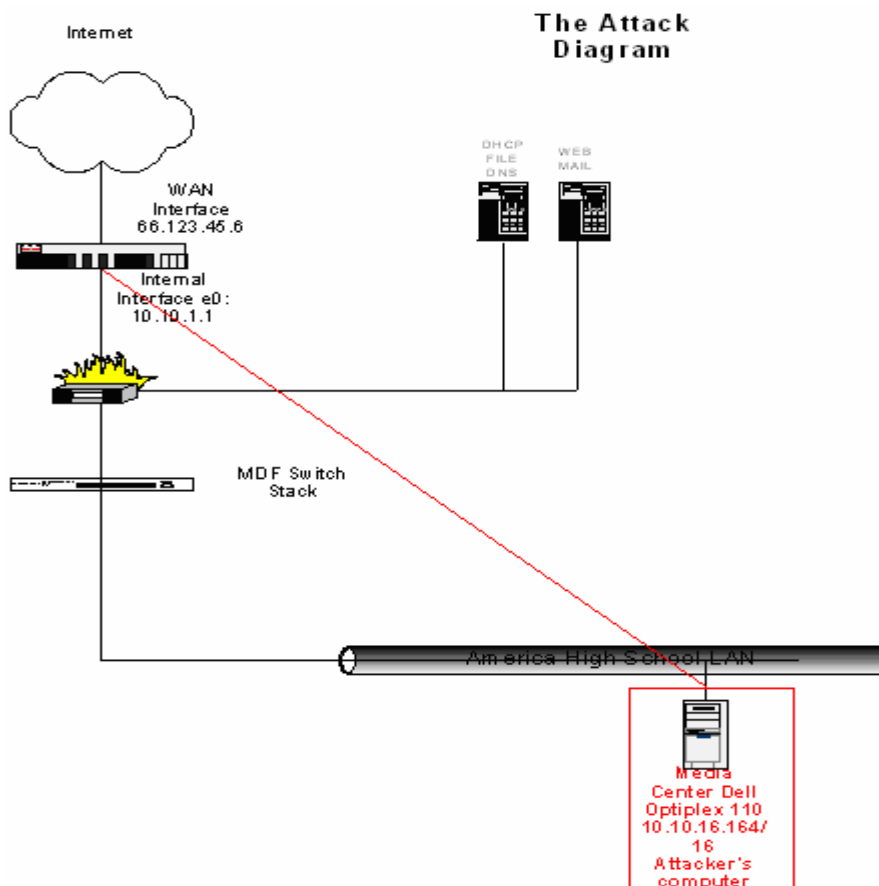 The Attack
Diagram
Internet
DHCP
FILE
DNS
WEB
MAIL
WAN
Interface
66.123.45.6
Internal
Interface e0:
10.10.1.1
MDF Switch
Stack
America High School LAN
Media
Center Dell
Optiplex 110
10.10.16.164/
16
Attacker's
computer